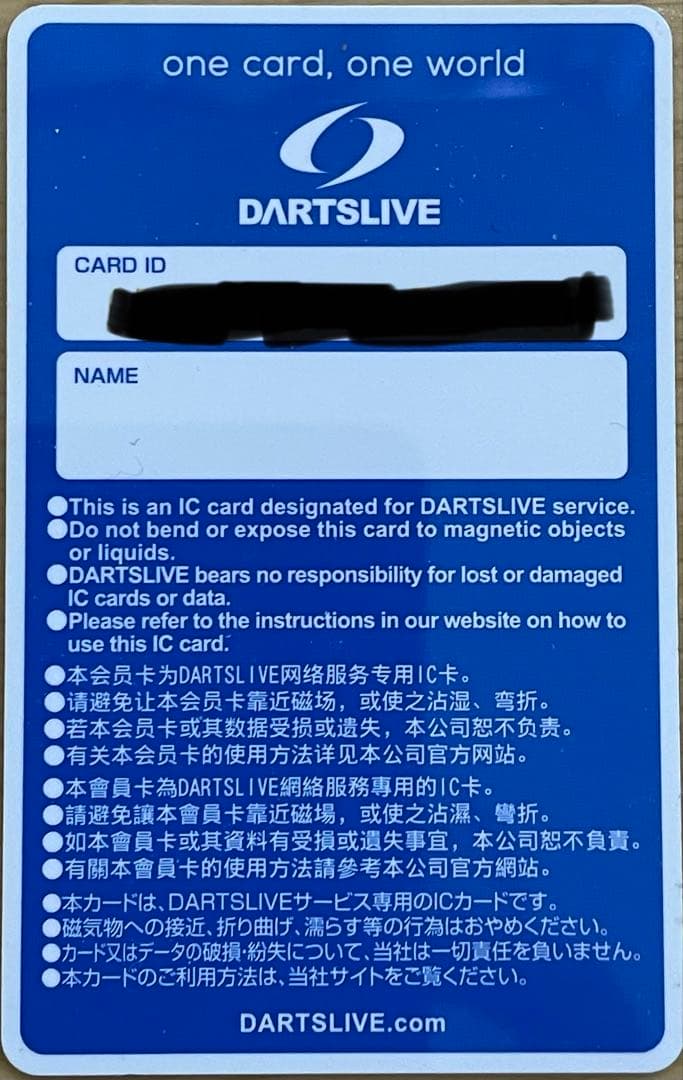 one card, one world
DARTSLIVE
CARD ID
NAME
●This is an IC card designated for DARTSLIVE service.
●Do not bend or expose this card to magnetic objects
or liquids.
●DARTSLIVE bears no responsibility for lost or damaged
IC cards or data.
●Please refer to the instructions in our website on how to
use this IC card.
●本会员卡为DARTSLIVE网络服务专用IC卡。
●请避免让本会员卡靠近磁场，或使之沾湿、弯折。
●若本会员卡或其数据受损或遗失，本公司恕不负责。
●有关本会员卡的使用方法详见本公司官方网站。
●本會員卡為DARTSLIVE網絡服務專用的IC卡。
●請避免讓本會員卡靠近磁場，或使之沾濕、彎折。
●如本會員卡或其資料有受損或遺失事宜，本公司恕不負責。
●有關本會員卡的使用方法請參考本公司官方網站。
●本カードは、DARTSLIVEサービス専用のICカードです。
●磁気物への接近、折り曲げ、濡らす等の行為はおやめください。
●カード又はデータの破損・紛失について、当社は一切責任を負いません。
●本カードのご利用方法は、当社サイトをご覧ください。
DARTSLIVE.com